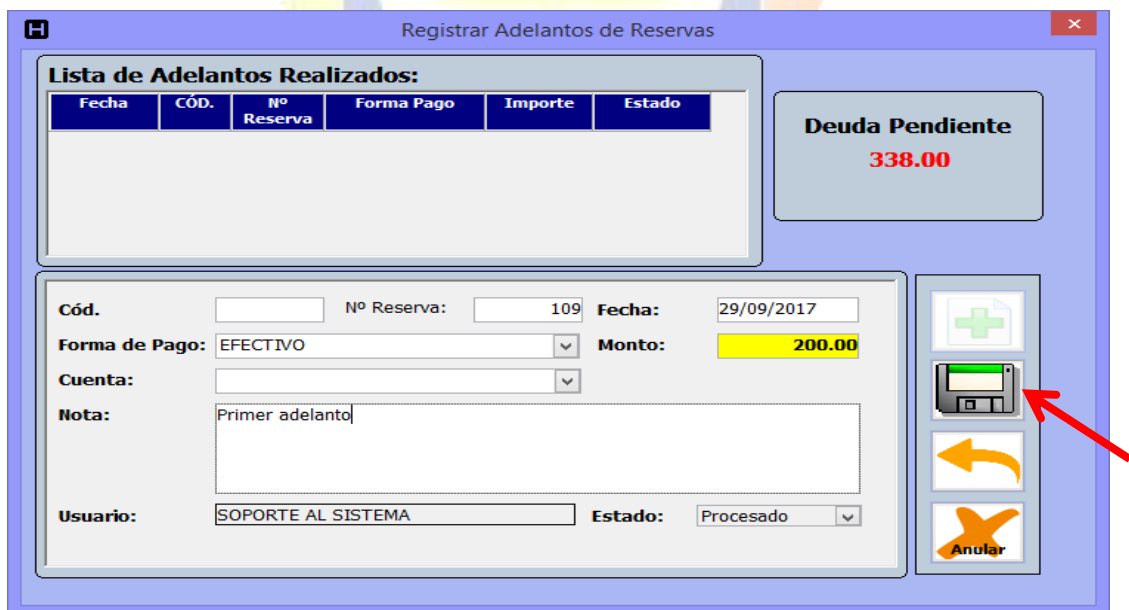 H Registrar Adelantos de Reservas ×
Lista de Adelantos Realizados:
Fecha CÓD. Nº Reserva Forma Pago Importe Estado
Deuda Pendiente
338.00
Cód. Nº Reserva: 109 Fecha: 29/09/2017
Forma de Pago: EFECTIVO Monto: 200.00
Cuenta:
Nota: Primer adelanto
Usuario: SOPORTE AL SISTEMA Estado: Procesado
Anular